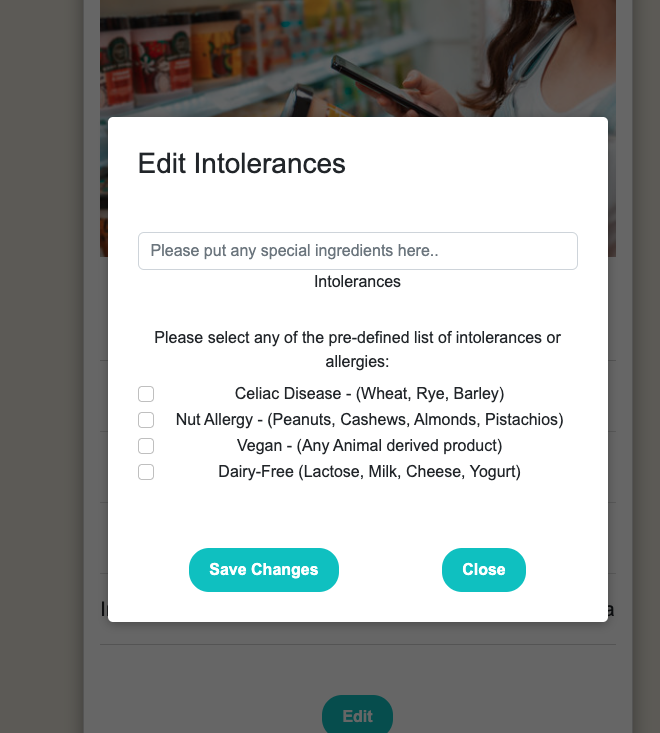 Edit Intolerances
Please put any special ingredients here..
Intolerances
Please select any of the pre-defined list of intolerances or
allergies:
Celiac Disease - (Wheat, Rye, Barley)
Nut Allergy - (Peanuts, Cashews, Almonds, Pistachios)
Vegan - (Any Animal derived product)
Dairy-Free (Lactose, Milk, Cheese, Yogurt)
Save Changes
Close
Edit